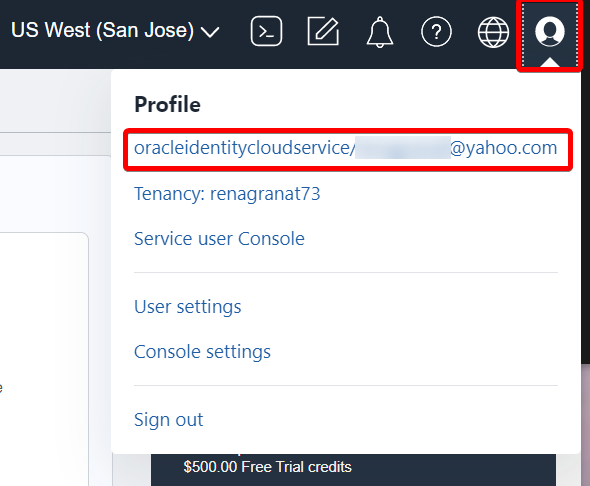 US West (San Jose)
Profile
oracleidentitycloudservice/ @yahoo.com
Tenancy: renagranat73
Service user Console
User settings
Console settings
Sign out
$500.00 Free Trial credits